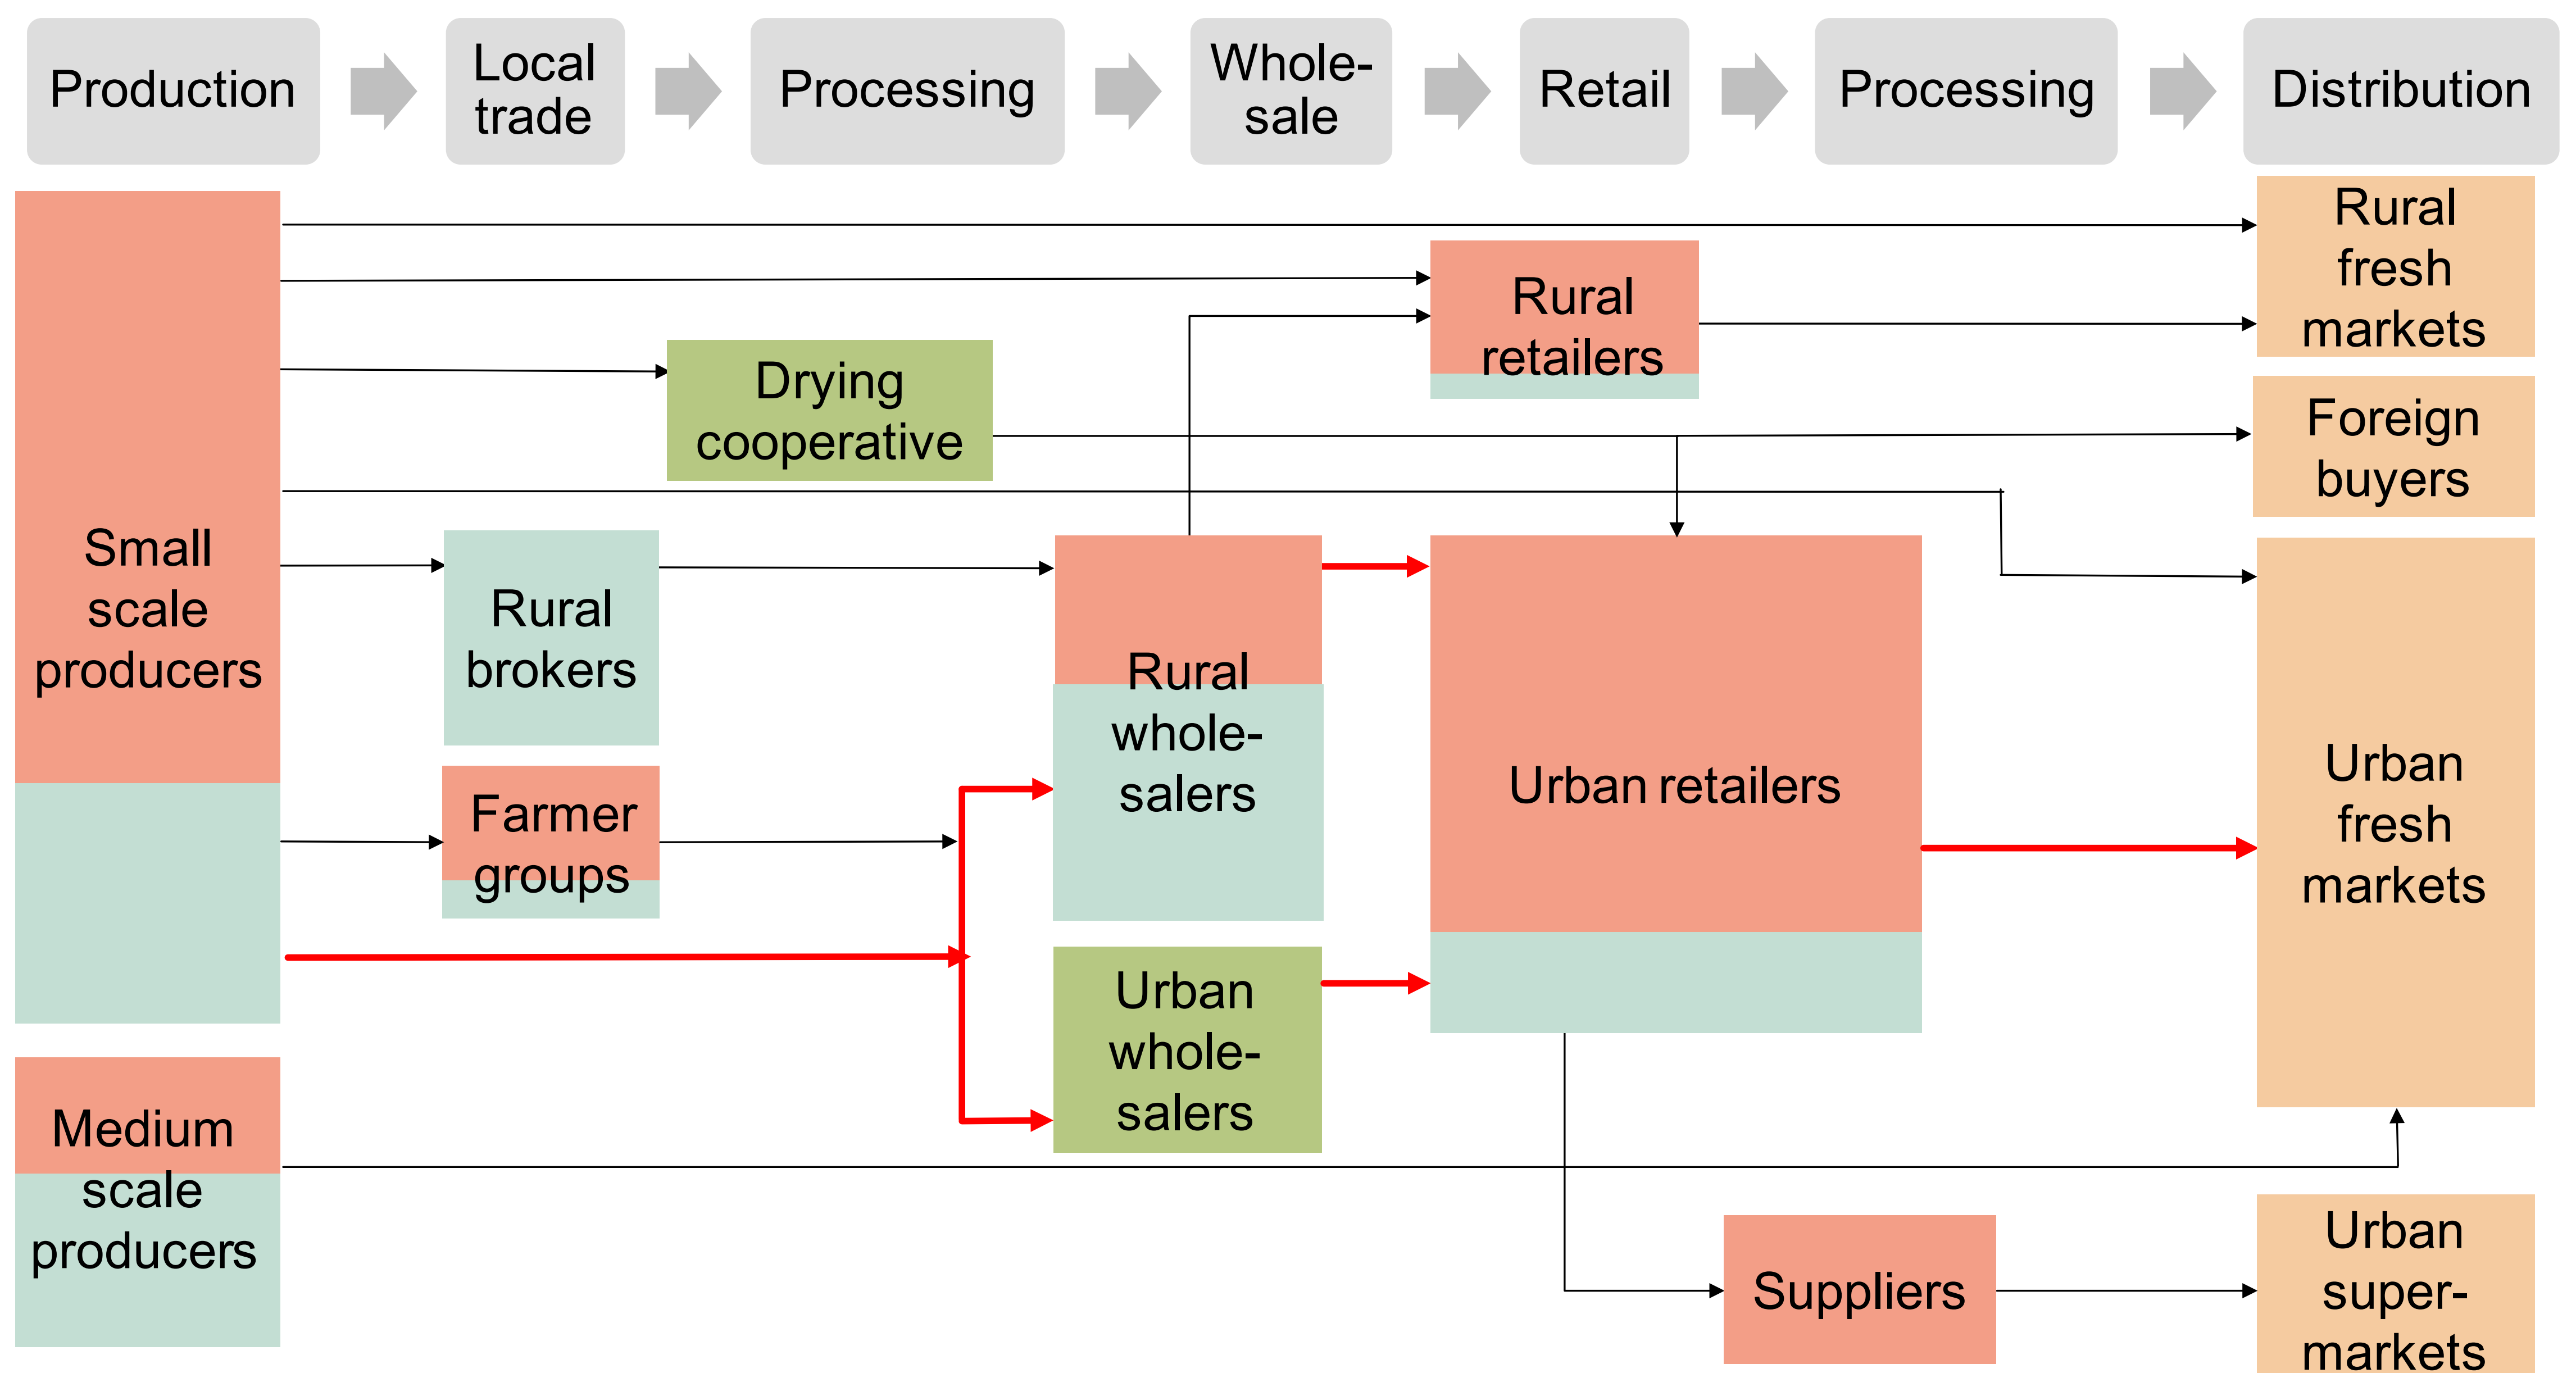 Production
Local
trade
Processing
Whole-
sale
Retail
Processing
Distribution
Rural
fresh
markets
Rural
retailers
Drying
cooperative
Foreign
buyers
Small
scale
producers
Rural
brokers
Rural
whole-
salers
Urban retailers
Urban
fresh
markets
Farmer
groups
Urban
whole-
salers
Medium
scale
producers
Suppliers
Urban
super-
markets